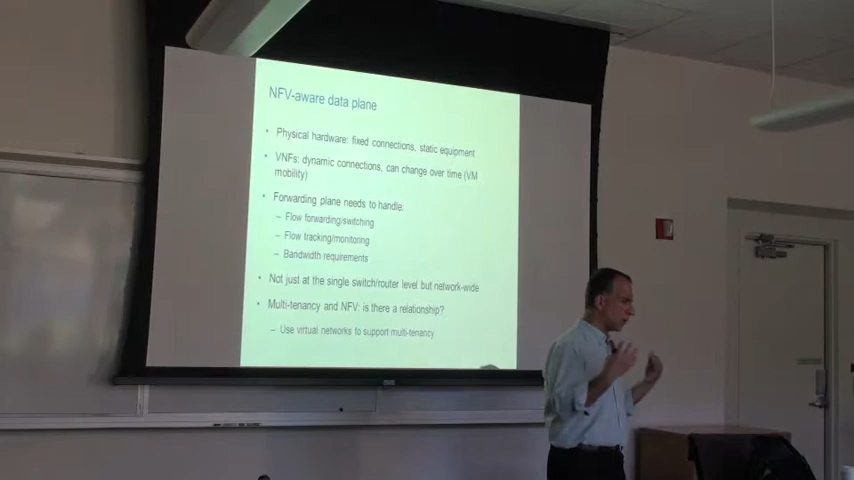 NFV-aware data plane
• Physical hardware: fixed connections, static equipment
• VNFs: dynamic connections, can change over time (VM
mobility)
• Forwarding plane needs to handle:
– Flow forwarding/switching
– Flow tracking/monitoring
– Bandwidth requirements
• Not just at the single switch/router level but network-wide
• Multi-tenancy and NFV: is there a relationship?
– Use virtual networks to support multi-tenancy